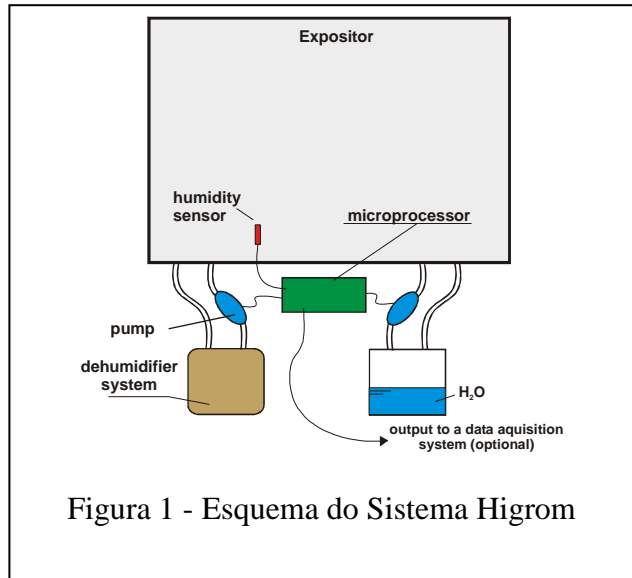 Expositor
humidity
sensor
microprocessor
pump
dehumidifier
system
H₂O
output to a data aquisition
system (optional)
Figura 1 - Esquema do Sistema Higrom